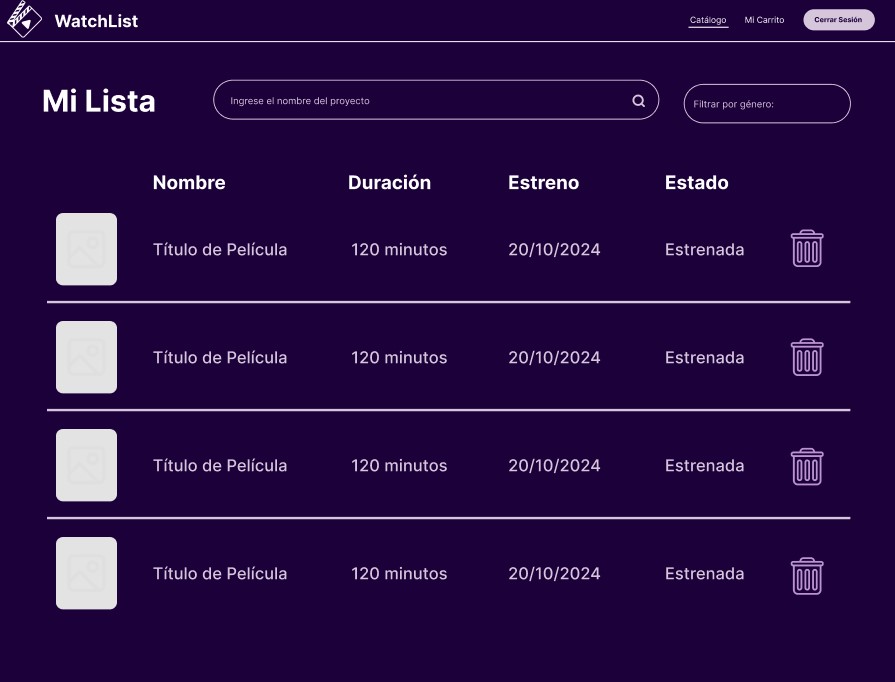 WatchList
Catálogo Mi Carrito Cerrar Sesión
Mi Lista Ingrese el nombre del proyecto Filtrar por género:
Nombre Duración Estreno Estado
Título de Película 120 minutos 20/10/2024 Estrenada
Título de Película 120 minutos 20/10/2024 Estrenada
Título de Película 120 minutos 20/10/2024 Estrenada
Título de Película 120 minutos 20/10/2024 Estrenada